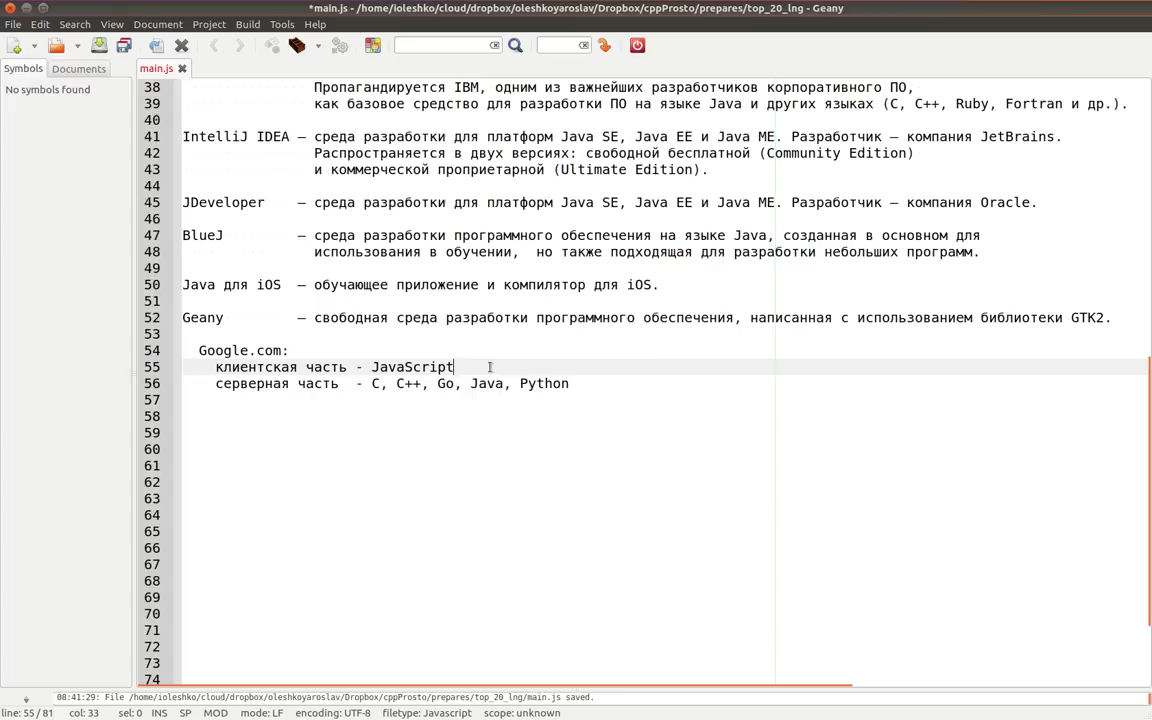 *main.js - /home/ioleshko/cloud/dropbox/oleshkoyaroslav/Dropbox/cppProsto/prepares/top_20_lng - Geany
File Edit Search View Document Project Build Tools Help
Symbols Documents main.js
No symbols found
38 Пропагандируется IBM, одним из важнейших разработчиков корпоративного ПО,
39 как базовое средство для разработки ПО на языке Java и других языках (C, C++, Ruby, Fortran и др.).
40
41 IntelliJ IDEA — среда разработки для платформ Java SE, Java EE и Java ME. Разработчик — компания JetBrains.
42 Распространяется в двух версиях: свободной бесплатной (Community Edition)
43 и коммерческой проприетарной (Ultimate Edition).
44
45 JDeveloper — среда разработки для платформ Java SE, Java EE и Java ME. Разработчик — компания Oracle.
46
47 BlueJ — среда разработки программного обеспечения на языке Java, созданная в основном для
48 использования в обучении, но также подходящая для разработки небольших программ.
49
50 Java для iOS — обучающее приложение и компилятор для iOS.
51
52 Geany — свободная среда разработки программного обеспечения, написанная с использованием библиотеки GTK2.
53
54 Google.com:
55 клиентская часть - JavaScript
56 серверная часть - C, C++, Go, Java, Python
57
58
59
60
61
62
63
64
65
66
67
68
69
70
71
72
73
74
08:41:29: File /home/ioleshko/cloud/dropbox/oleshkoyaroslav/Dropbox/cppProsto/prepares/top_20_lng/main.js saved.
line: 55 / 81 col: 33 sel: 0 INS SP MOD mode: LF encoding: UTF-8 filetype: Javascript scope: unknown